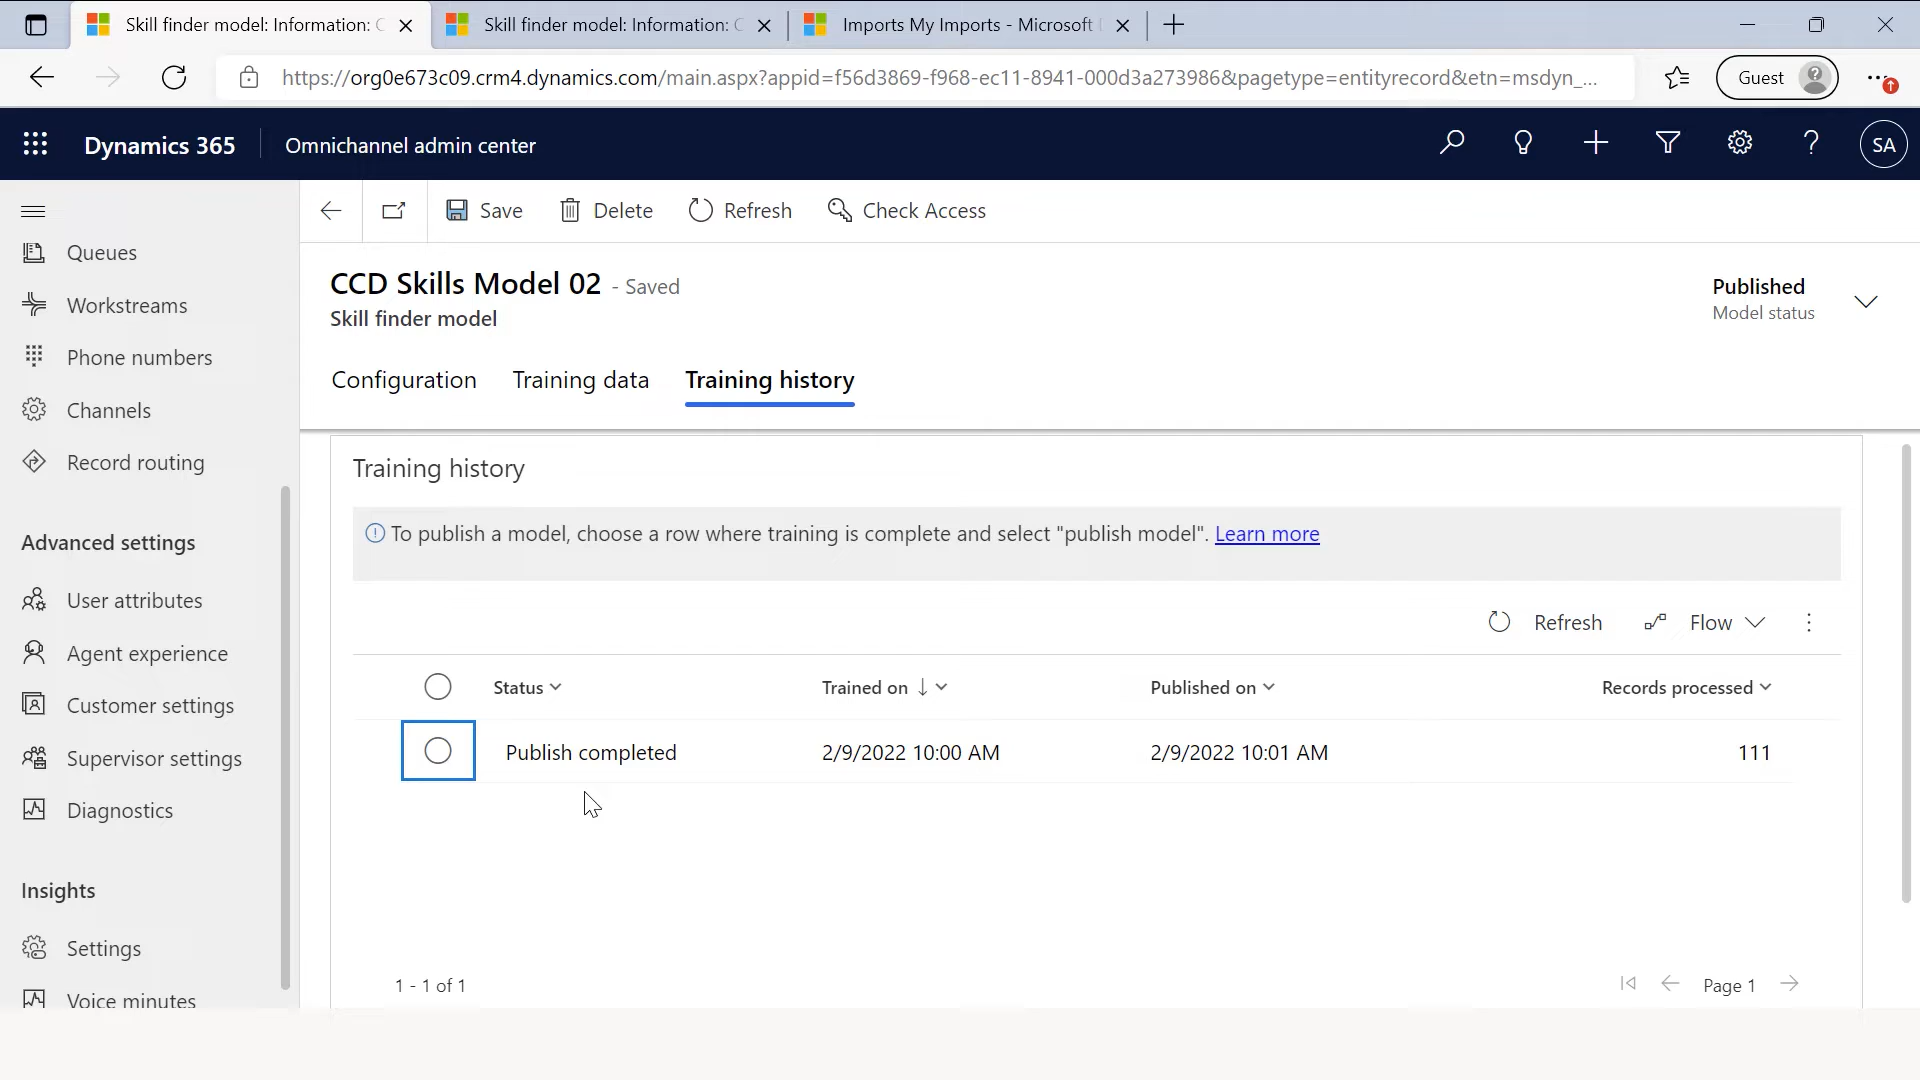 Skill finder model: Information: C
Skill finder model: Information: C
Imports My Imports - Microsoft
https://org0e673c09.crm4.dynamics.com/main.aspx?appid=f56d3869-f968-ec11-8941-000d3a273986&pagetype=entityrecord&etn=msdyn_...
Guest
Dynamics 365
Omnichannel admin center
SA
Save
Delete
Refresh
Check Access
Queues
Workstreams
Phone numbers
Channels
Record routing
Advanced settings
User attributes
Agent experience
Customer settings
Supervisor settings
Diagnostics
Insights
Settings
Voice minutes
CCD Skills Model 02 - Saved
Skill finder model
Published
Model status
Configuration
Training data
Training history
Training history
To publish a model, choose a row where training is complete and select "publish model". Learn more
Refresh
Flow
Status
Trained on
Published on
Records processed
Publish completed
2/9/2022 10:00 AM
2/9/2022 10:01 AM
111
1 - 1 of 1
Page 1